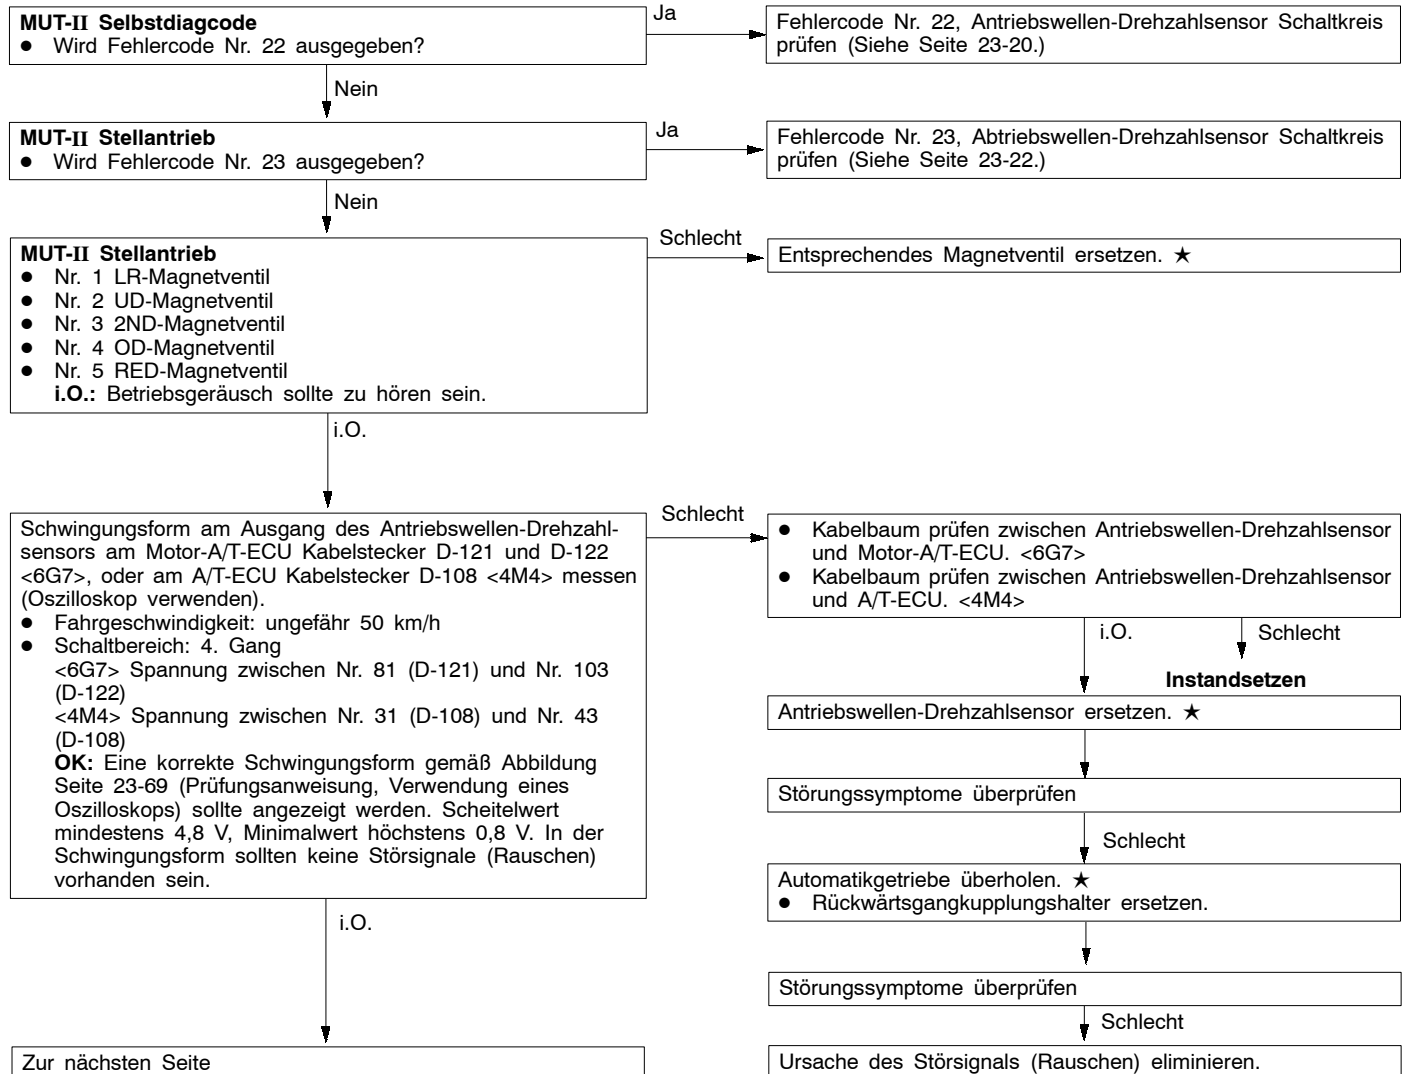 MUT-II Selbstdiagcode
● Wird Fehlercode Nr. 22 ausgegeben?
Ja
Fehlercode Nr. 22, Antriebswellen-Drehzahlsensor Schaltkreis
prüfen (Siehe Seite 23-20.)
Nein
MUT-II Stellantrieb
● Wird Fehlercode Nr. 23 ausgegeben?
Ja
Fehlercode Nr. 23, Abtriebswellen-Drehzahlsensor Schaltkreis
prüfen (Siehe Seite 23-22.)
Nein
MUT-II Stellantrieb
● Nr. 1 LR-Magnetventil
● Nr. 2 UD-Magnetventil
● Nr. 3 2ND-Magnetventil
● Nr. 4 OD-Magnetventil
● Nr. 5 RED-Magnetventil
i.O.: Betriebsgeräusch sollte zu hören sein.
Schlecht
Entsprechendes Magnetventil ersetzen. ★
i.O.
Schwingungsform am Ausgang des Antriebswellen-Drehzahl-
sensors am Motor-A/T-ECU Kabelstecker D-121 und D-122
<6G7>, oder am A/T-ECU Kabelstecker D-108 <4M4> messen
(Oszilloskop verwenden).
● Fahrgeschwindigkeit: ungefähr 50 km/h
● Schaltbereich: 4. Gang
<6G7> Spannung zwischen Nr. 81 (D-121) und Nr. 103
(D-122)
<4M4> Spannung zwischen Nr. 31 (D-108) und Nr. 43
(D-108)
OK: Eine korrekte Schwingungsform gemäß Abbildung
Seite 23-69 (Prüfungsanweisung, Verwendung eines
Oszilloskops) sollte angezeigt werden. Scheitelwert
mindestens 4,8 V, Minimalwert höchstens 0,8 V. In der
Schwingungsform sollten keine Störsignale (Rauschen)
vorhanden sein.
Schlecht
● Kabelbaum prüfen zwischen Antriebswellen-Drehzahlsensor
und Motor-A/T-ECU. <6G7>
● Kabelbaum prüfen zwischen Antriebswellen-Drehzahlsensor
und A/T-ECU. <4M4>
i.O.
Schlecht
Instandsetzen
Antriebswellen-Drehzahlsensor ersetzen. ★
Störungssymptome überprüfen
Schlecht
Automatikgetriebe überholen. ★
● Rückwärtsgangkupplungshalter ersetzen.
Störungssymptome überprüfen
Schlecht
Ursache des Störsignals (Rauschen) eliminieren.
i.O.
Zur nächsten Seite